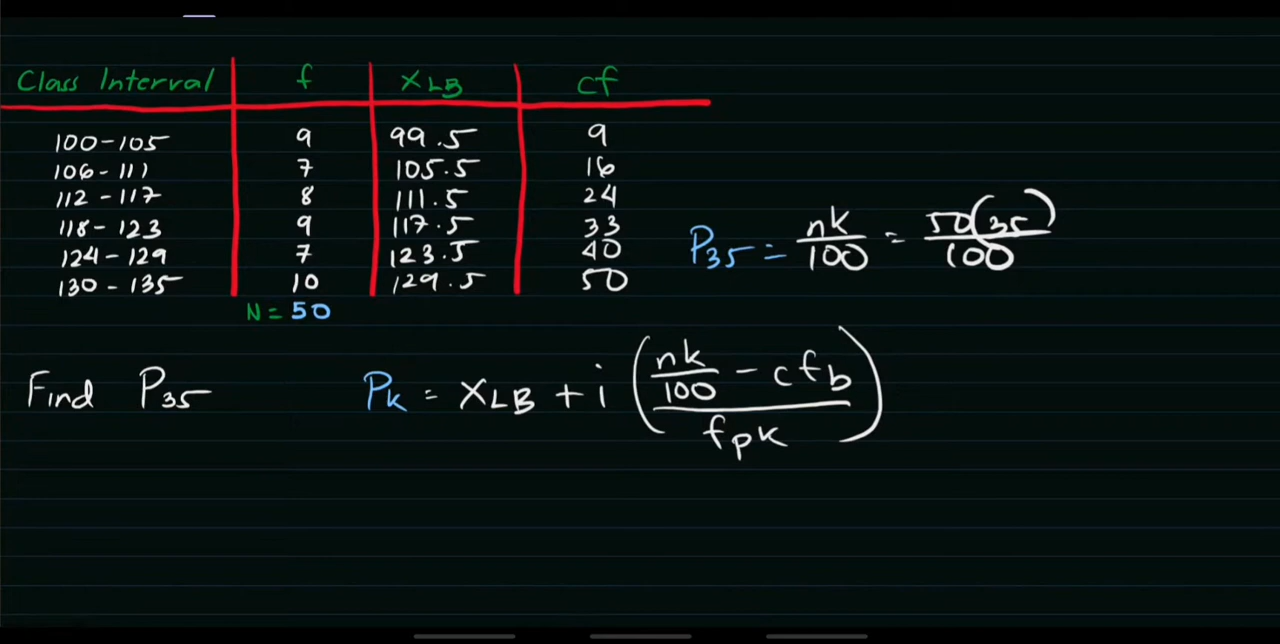 Class Interval f XLB cf
100-105 9 99.5 9
106-111 7 105.5 16
112-117 8 111.5 24
118-123 9 117.5 33
124-129 7 123.5 40
130-135 10 129.5 50
N = 50
P35 = nk/100 = 50(35)/100
Find P35
Pk = XLB + i (nk/100 - cfb / fpk)